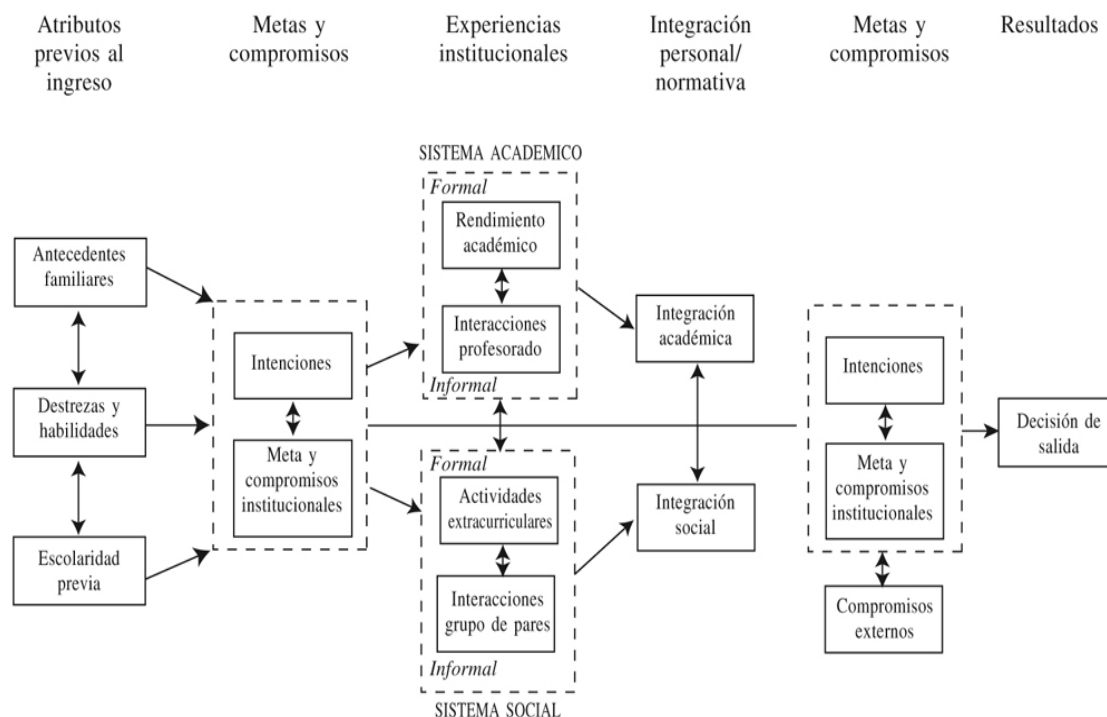 Atributos
previos al
ingreso
Metas y
compromisos
Experiencias
institucionales
Integración
personal/
normativa
Metas y
compromisos
Resultados
Antecedentes
familiares
Destrezas y
habilidades
Escolaridad
previa
Intenciones
Meta y
compromisos
institucionales
SISTEMA ACADEMICO
Formal
Rendimiento
académico
Interacciones
profesorado
Informal
Formal
Actividades
extracurriculares
Interacciones
grupo de pares
Informal
SISTEMA SOCIAL
Integración
académica
Integración
social
Intenciones
Meta y
compromisos
institucionales
Compromisos
externos
Decisión de
salida